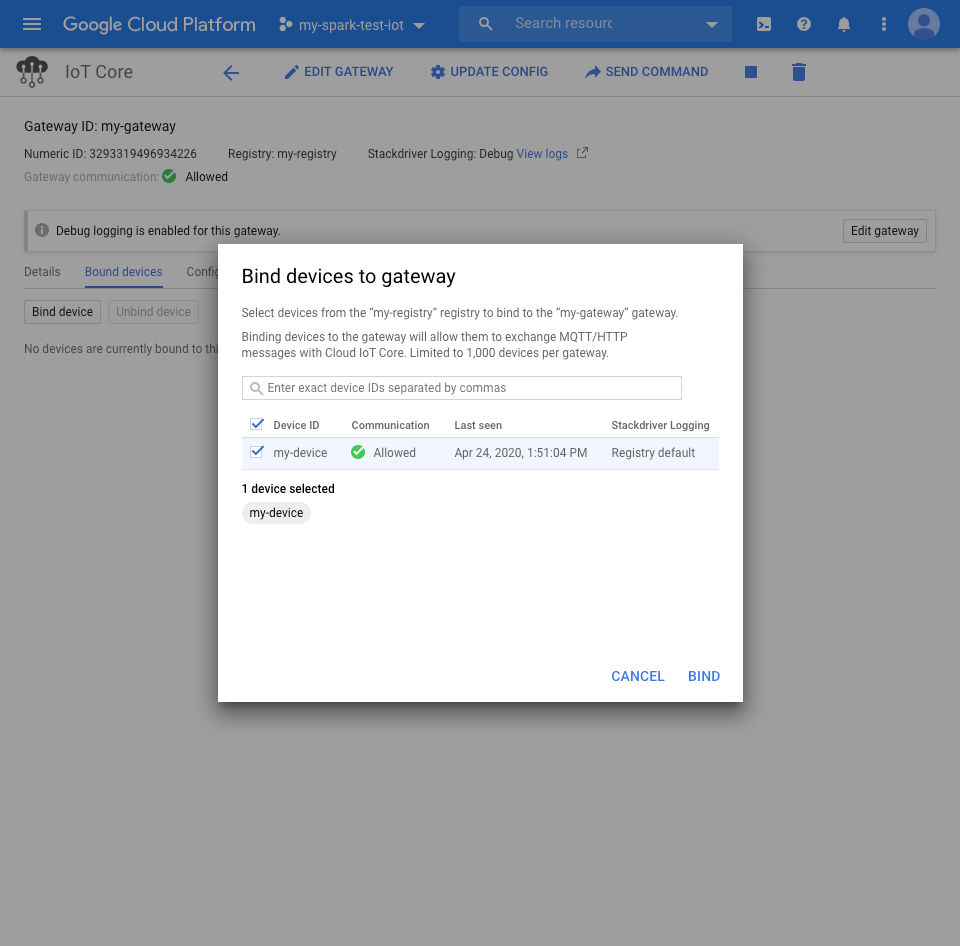 Google Cloud Platform my-spark-test-iot Search resourc
IoT Core EDIT GATEWAY UPDATE CONFIG SEND COMMAND
Gateway ID: my-gateway
Numeric ID: 3293319496934226 Registry: my-registry Stackdriver Logging: Debug View logs
Gateway communication: Allowed
Debug logging is enabled for this gateway. Edit gateway
Details Bound devices Config
Bind device Unbind device
No devices are currently bound to thi
Bind devices to gateway
Select devices from the “my-registry” registry to bind to the “my-gateway” gateway.
Binding devices to the gateway will allow them to exchange MQTT/HTTP
messages with Cloud IoT Core. Limited to 1,000 devices per gateway.
Enter exact device IDs separated by commas
Device ID Communication Last seen Stackdriver Logging
my-device Allowed Apr 24, 2020, 1:51:04 PM Registry default
1 device selected
my-device
CANCEL BIND